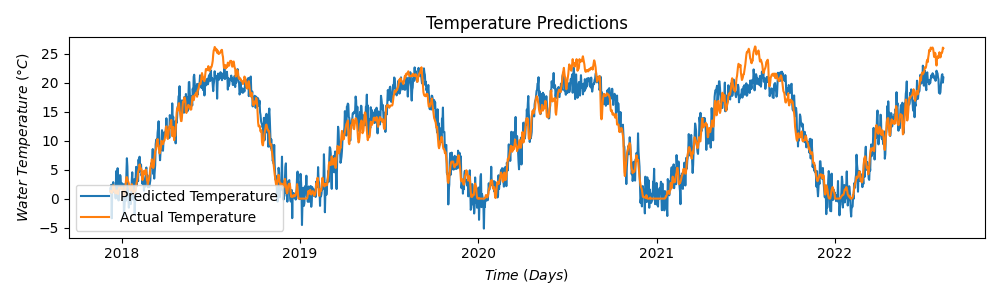 Temperature Predictions
Water Temperature (°C)
25
20
15
10
5
0
−5
Predicted Temperature
Actual Temperature
2018 2019 2020 2021 2022
Time (Days)